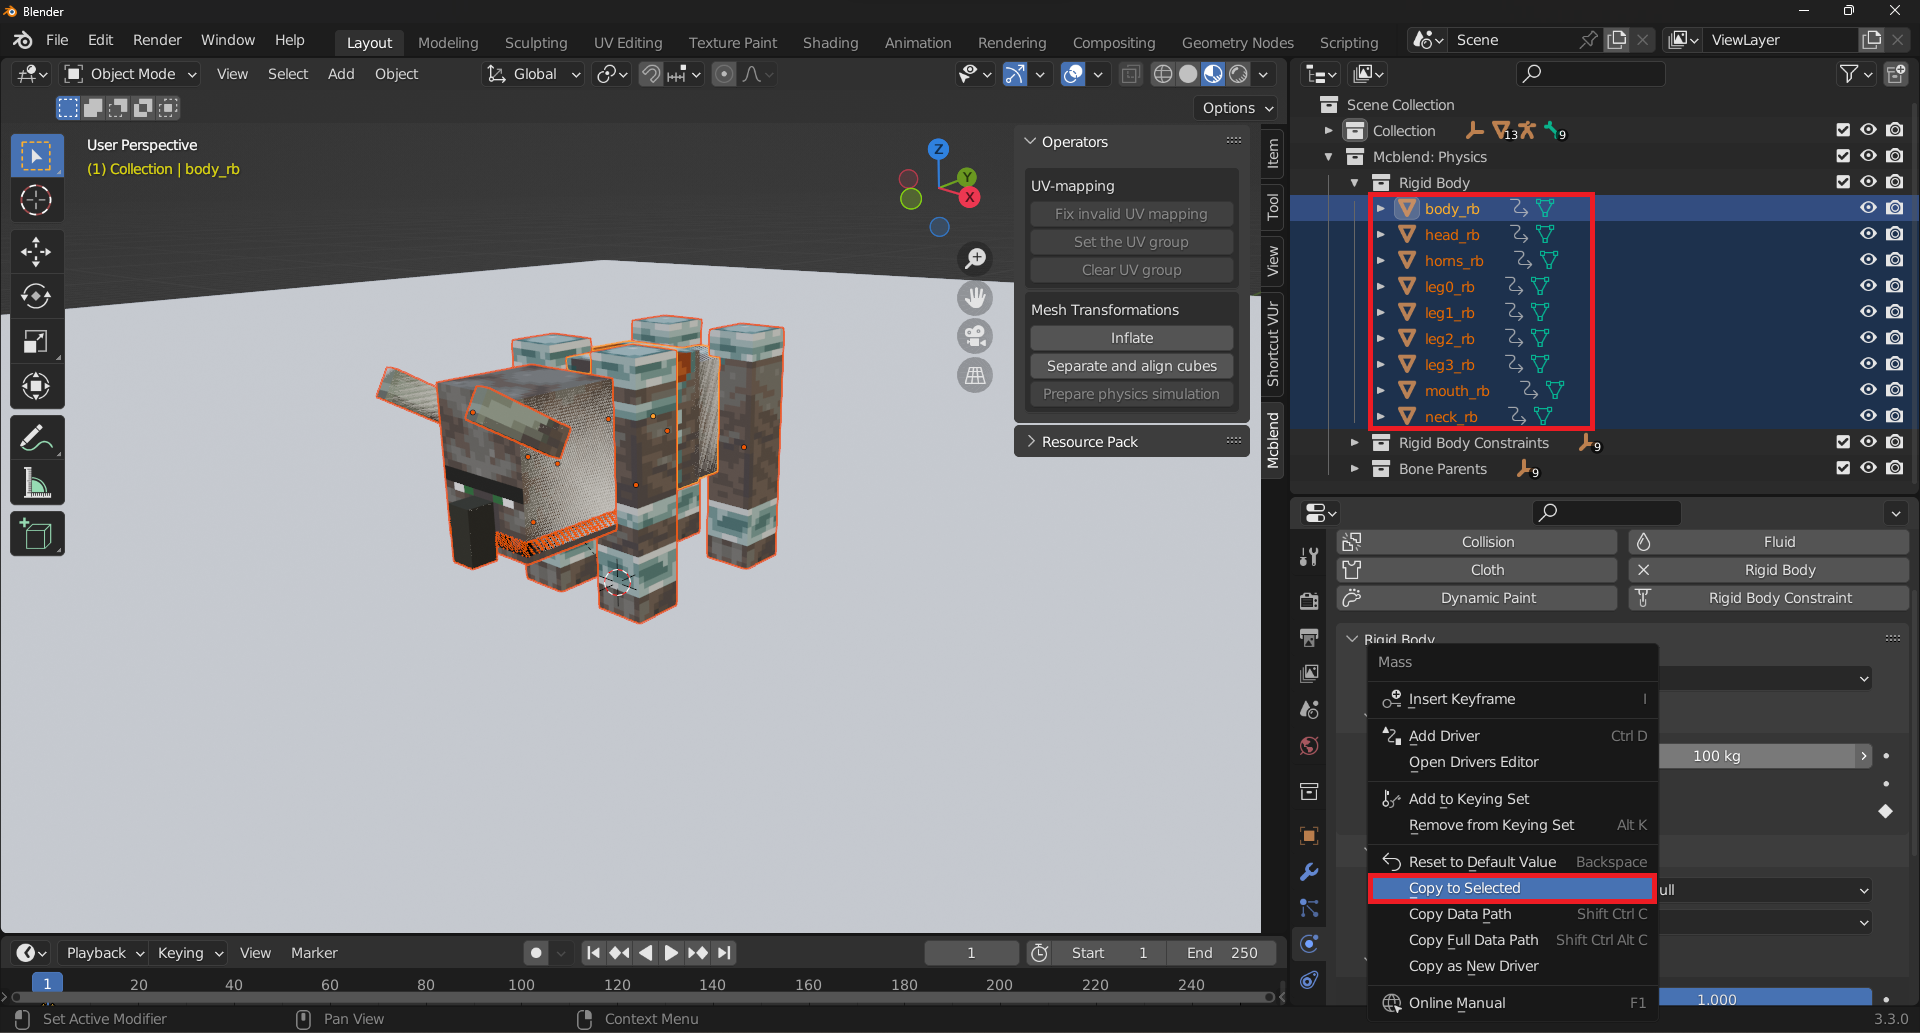 Blender
File Edit Render Window Help Layout Modeling Sculpting UV Editing Texture Paint Shading Animation Rendering Compositing Geometry Nodes Scripting Scene ViewLayer
Object Mode View Select Add Object Global
Options
User Perspective
(1) Collection | body_rb
Z
Y
X
Operators
UV-mapping
Fix invalid UV mapping
Set the UV group
Clear UV group
Mesh Transformations
Inflate
Separate and align cubes
Prepare physics simulation
Resource Pack
Item
Tool
View
Shortcut VUr
Mcblend
Scene Collection
Collection 13 9
Mcblend: Physics
Rigid Body
body_rb
head_rb
horns_rb
leg0_rb
leg1_rb
leg2_rb
leg3_rb
mouth_rb
neck_rb
Rigid Body Constraints 9
Bone Parents 9
Collision Fluid
Cloth Rigid Body
Dynamic Paint Rigid Body Constraint
Rigid Body
Mass
Insert Keyframe I
Add Driver Ctrl D
Open Drivers Editor
100 kg
Add to Keying Set
Remove from Keying Set Alt K
Reset to Default Value Backspace
Copy to Selected
ull
Copy Data Path Shift Ctrl C
Copy Full Data Path Shift Ctrl Alt C
Copy as New Driver
Online Manual F1
1.000
Playback Keying View Marker 1 Start 1 End 250
1 20 40 60 80 100 120 140 160 180 200 220 240
Set Active Modifier Pan View Context Menu 3.3.0